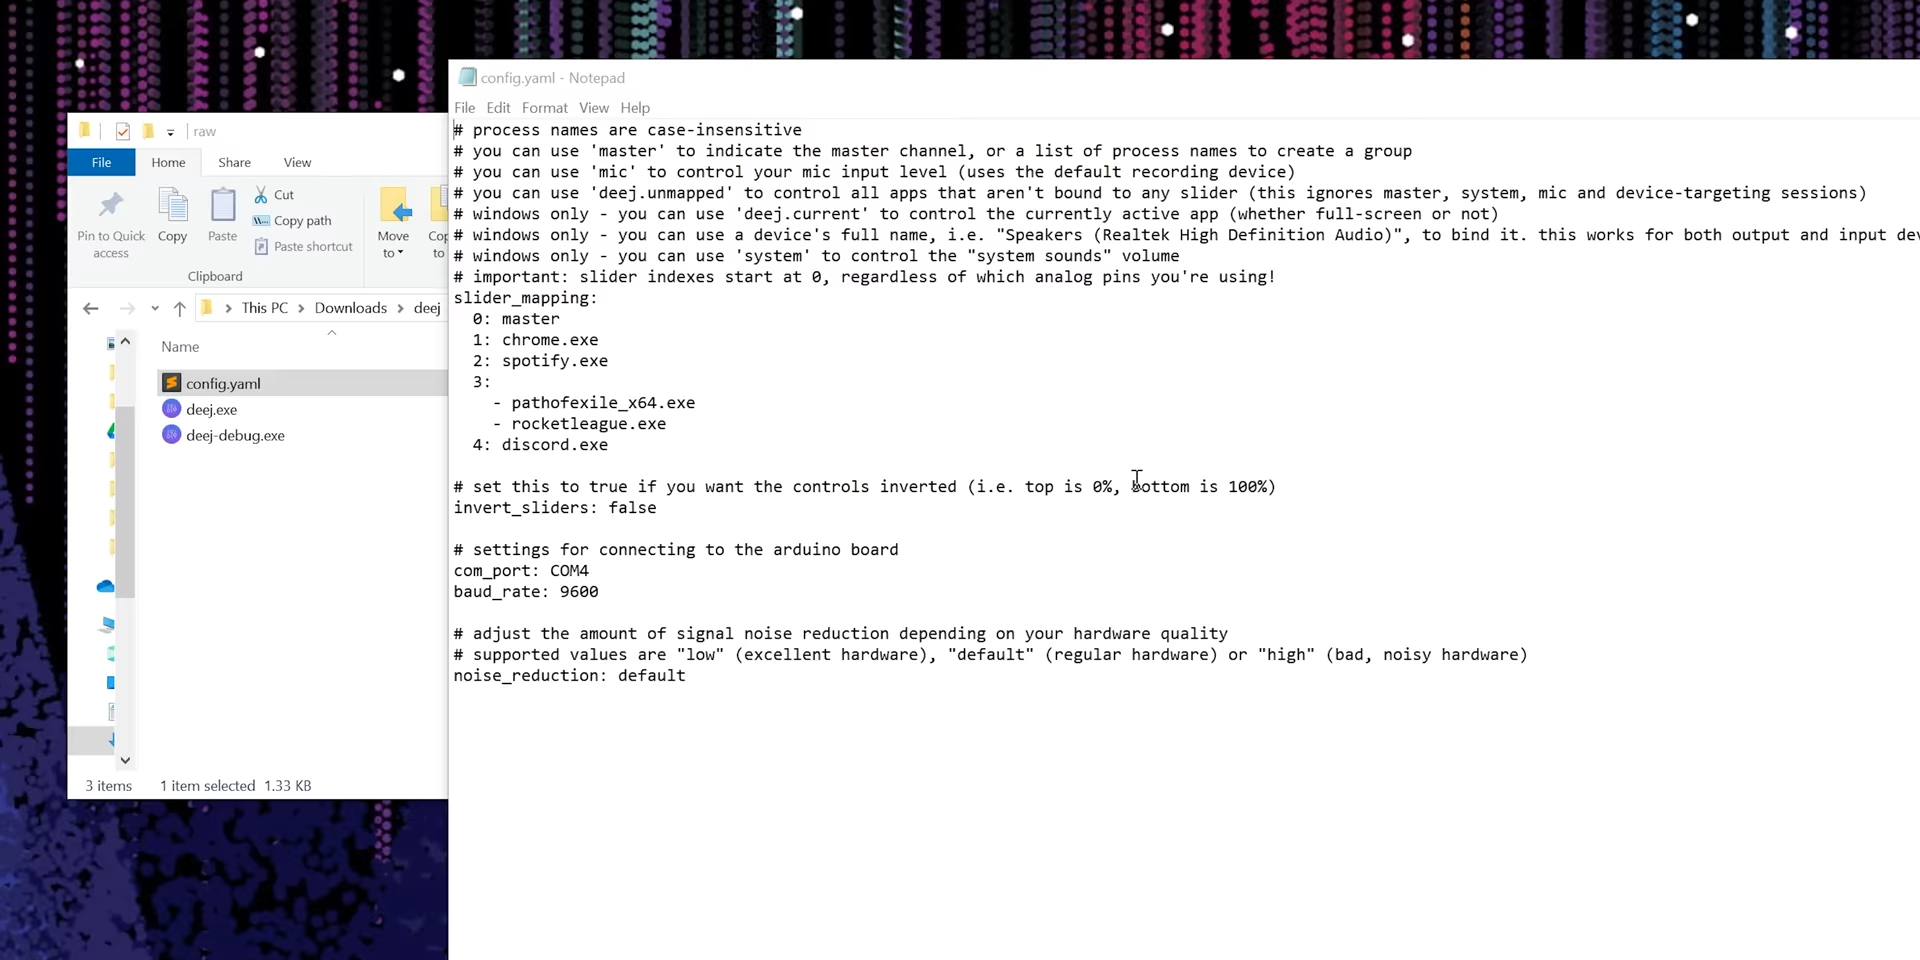 config.yaml - Notepad
File Edit Format View Help
# process names are case-insensitive
# you can use 'master' to indicate the master channel, or a list of process names to create a group
# you can use 'mic' to control your mic input level (uses the default recording device)
# you can use 'deej.unmapped' to control all apps that aren't bound to any slider (this ignores master, system, mic and device-targeting sessions)
# windows only - you can use 'deej.current' to control the currently active app (whether full-screen or not)
# windows only - you can use a device's full name, i.e. "Speakers (Realtek High Definition Audio)", to bind it. this works for both output and input
# windows only - you can use 'system' to control the "system sounds" volume
# important: slider indexes start at 0, regardless of which analog pins you're using!
slider_mapping:
0: master
1: chrome.exe
2: spotify.exe
3:
- pathofexile_x64.exe
- rocketleague.exe
4: discord.exe
# set this to true if you want the controls inverted (i.e. top is 0%, bottom is 100%)
invert_sliders: false
# settings for connecting to the arduino board
com_port: COM4
baud_rate: 9600
# adjust the amount of signal noise reduction depending on your hardware quality
# supported values are "low" (excellent hardware), "default" (regular hardware) or "high" (bad, noisy hardware)
noise_reduction: default
raw
File Home Share View
Pin to Quick access
Copy
Paste
Cut
Copy path
Paste shortcut
Move to
to
Clipboard
This PC > Downloads > deej
Name
config.yaml
deej.exe
deej-debug.exe
3 items 1 item selected 1.33 KB